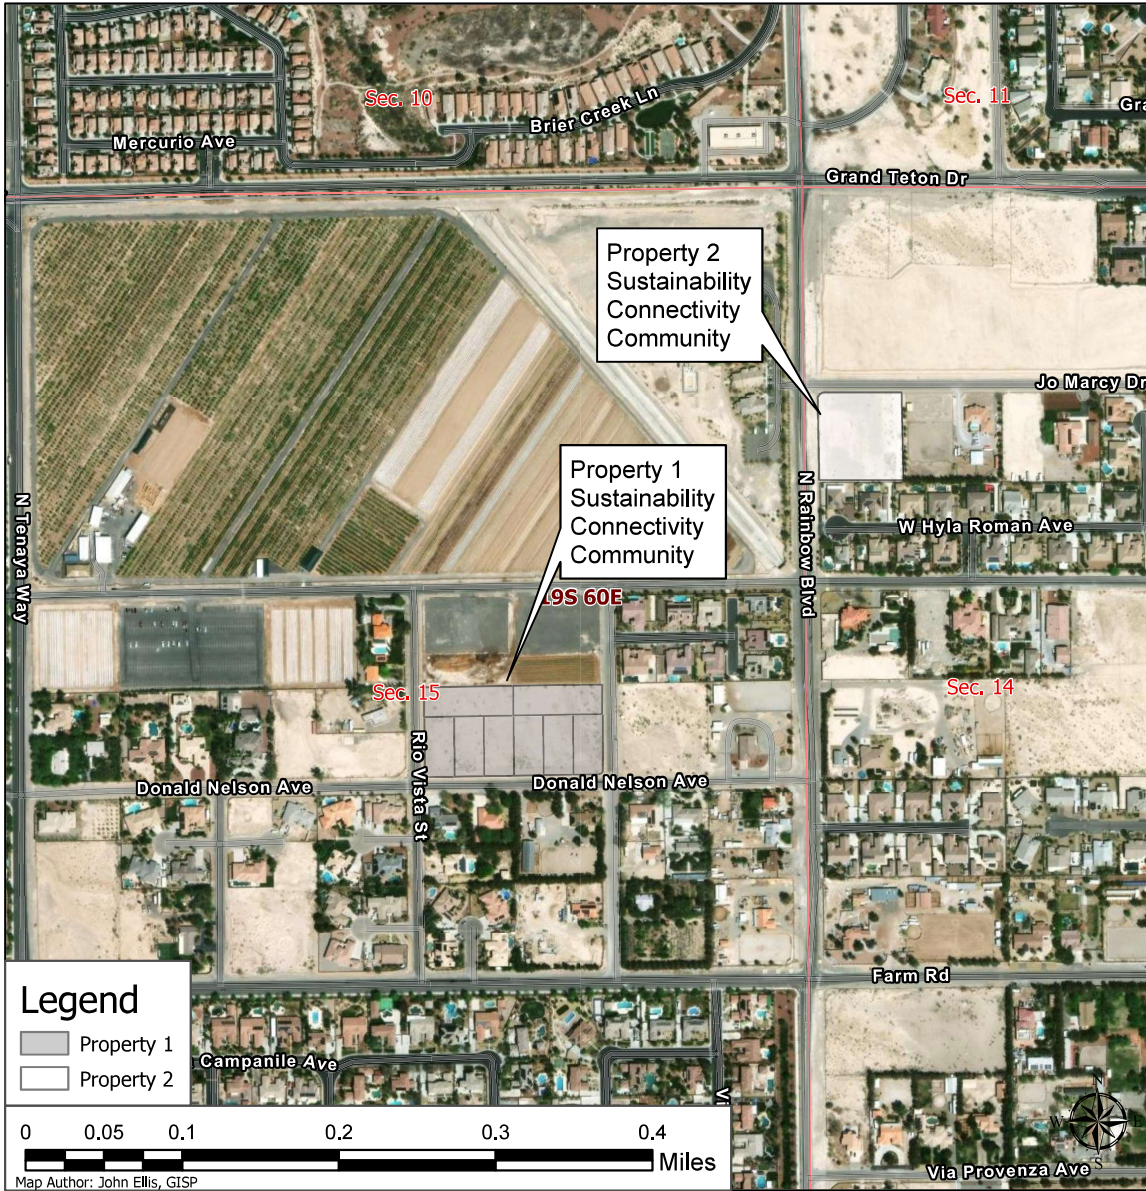 Sec. 10
Sec. 11
Brier Creek Ln
Mercurio Ave
Gra
Grand Teton Dr
Property 2
Sustainability
Connectivity
Community
Jo Marcy Dr
Property 1
Sustainability
Connectivity
Community
N Tenaya Way
N Rainbow Blvd
W Hyla Roman Ave
19S 60E
Sec. 15
Sec. 14
Rio Vista St
Donald Nelson Ave
Donald Nelson Ave
Farm Rd
Legend
Property 1
Property 2
Campanile Ave
Vi
N
W
E
S
0 0.05 0.1 0.2 0.3 0.4
Miles
Map Author: John Ellis, GISP
Via Provenza Ave